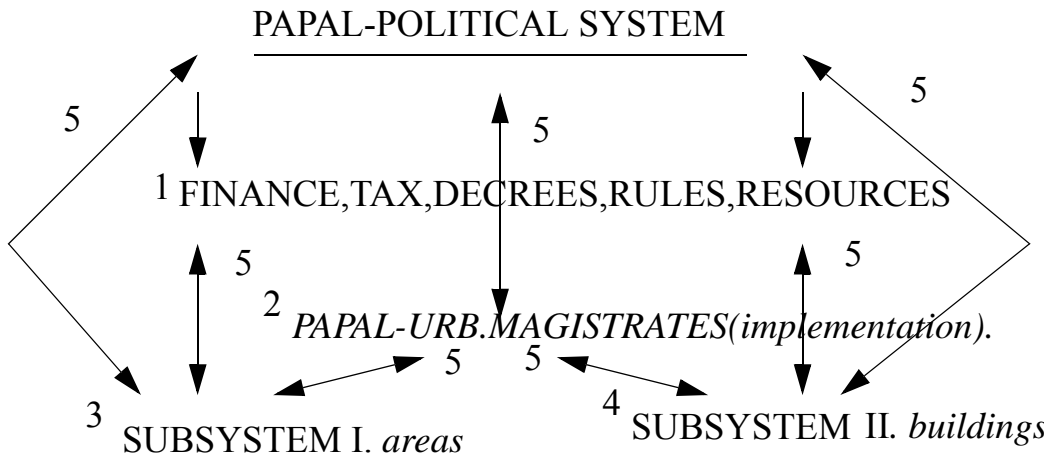 PAPAL-POLITICAL SYSTEM
5
5
5
1 FINANCE,TAX,DECREES,RULES,RESOURCES
5
5
2 PAPAL-URB.MAGISTRATES(implementation).
5 5
3 SUBSYSTEM I. areas
4 SUBSYSTEM II. buildings